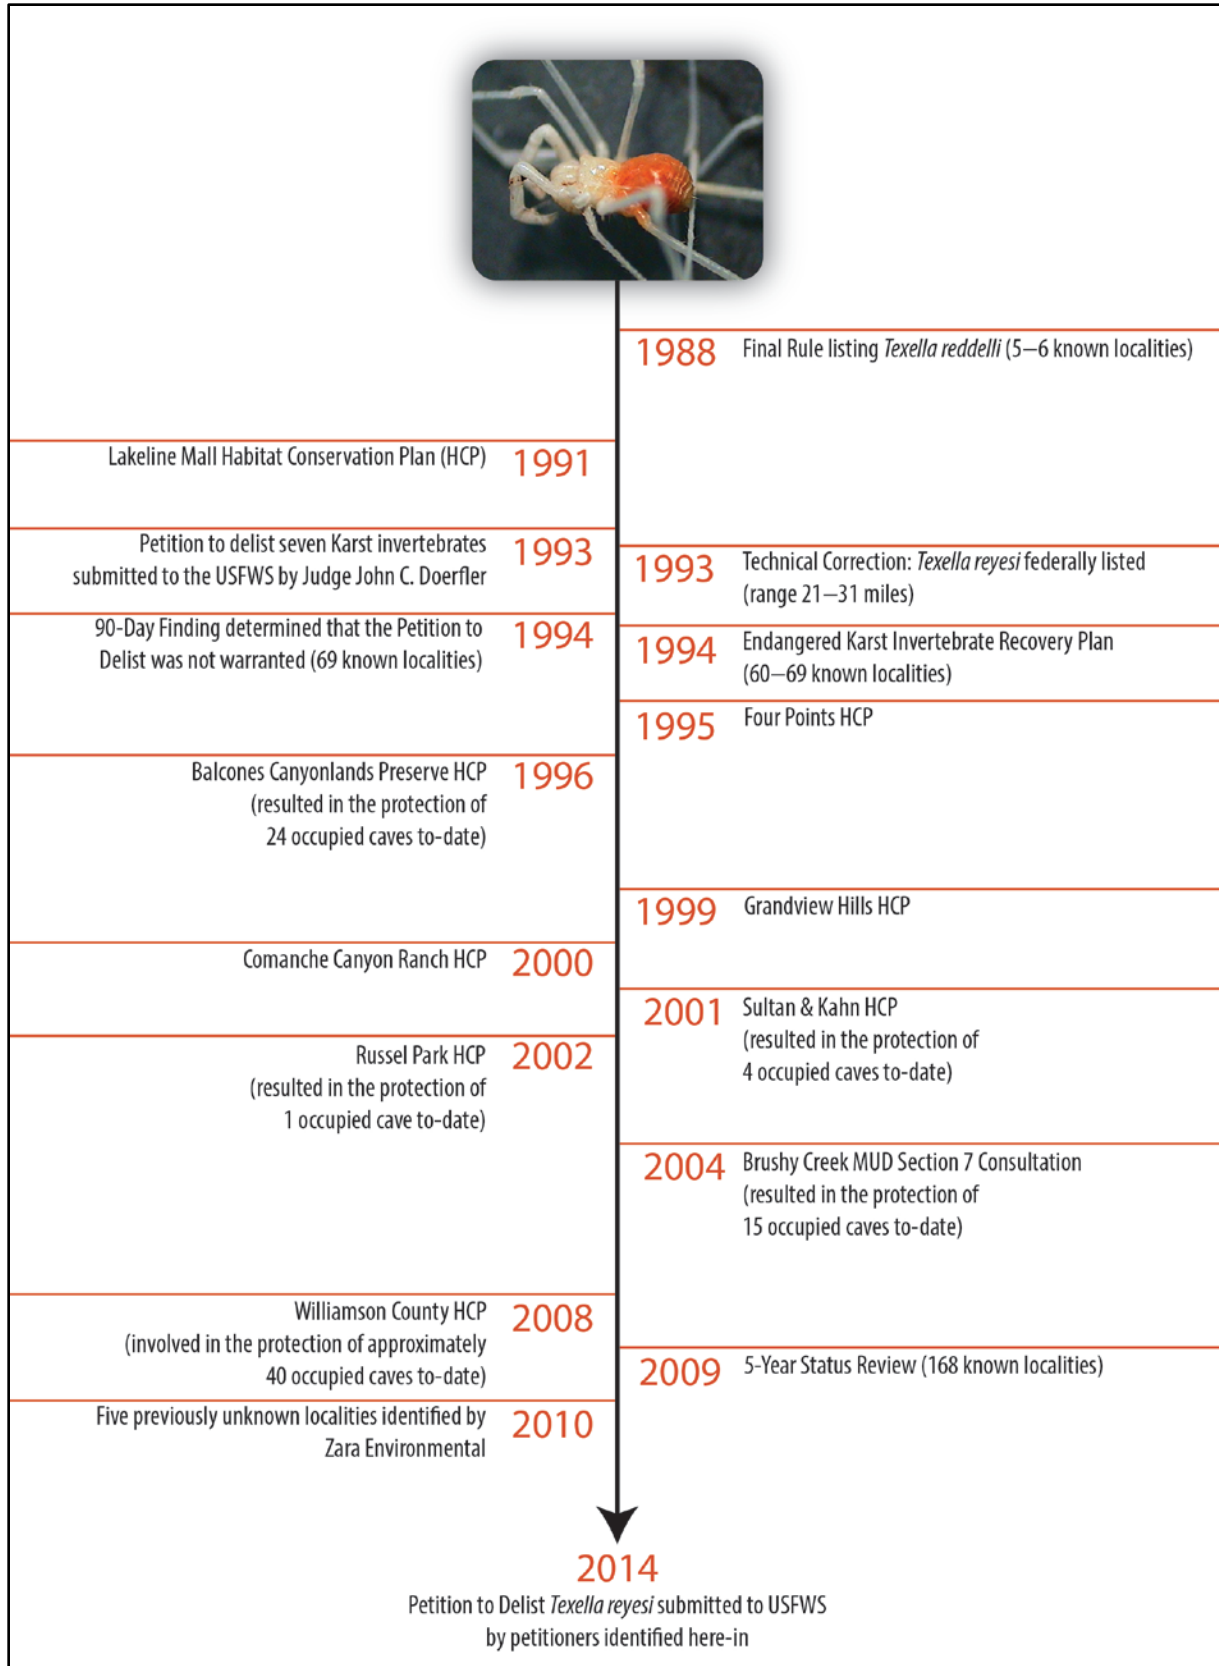 1988 Final Rule listing Texella reddelli (5–6 known localities)
Lakeline Mall Habitat Conservation Plan (HCP) 1991
Petition to delist seven Karst invertebrates
submitted to the USFWS by Judge John C. Doerfler
1993
1993 Technical Correction: Texella reyesi federally listed
(range 21–31 miles)
90-Day Finding determined that the Petition to
Delist was not warranted (69 known localities)
1994
1994 Endangered Karst Invertebrate Recovery Plan
(60–69 known localities)
1995 Four Points HCP
Balcones Canyonlands Preserve HCP 1996
(resulted in the protection of
24 occupied caves to-date)
1999 Grandview Hills HCP
Comanche Canyon Ranch HCP 2000
2001 Sultan & Kahn HCP
(resulted in the protection of
4 occupied caves to-date)
Russel Park HCP 2002
(resulted in the protection of
1 occupied cave to-date)
2004 Brushy Creek MUD Section 7 Consultation
(resulted in the protection of
15 occupied caves to-date)
Williamson County HCP 2008
(involved in the protection of approximately
40 occupied caves to-date)
2009 5-Year Status Review (168 known localities)
Five previously unknown localities identified by 2010
Zara Environmental
2014
Petition to Delist Texella reyesi submitted to USFWS
by petitioners identified here-in